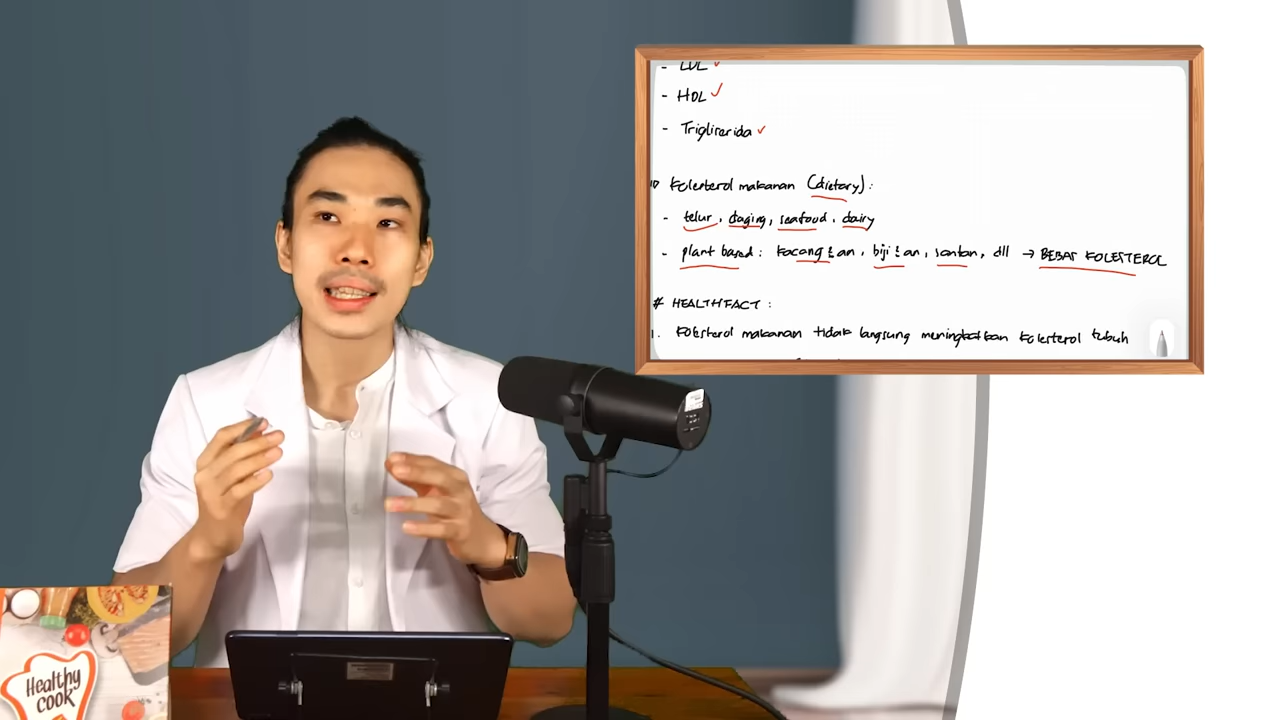 - LDL ✓
- HDL ✓
- Trigliserida ✓
Kolesterol makanan (dietary) :
- telur, daging, seafood, dairy
- plant based : kacang²an, biji²an, santan, dll → BEBAS KOLESTEROL
# HEALTHFACT :
1. Kolesterol makanan tidak langsung meningkatkan kolesterol tubuh
Healthy
cook